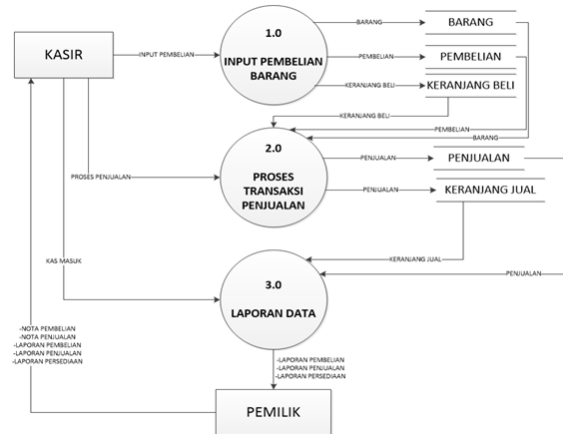 1.0
INPUT PEMBELIAN
BARANG
KASIR
INPUT PEMBELIAN
BARANG
BARANG
PEMBELIAN
PEMBELIAN
KERANJANG BELI
KERANJANG BELI
KERANJANG BELI
PEMBELIAN
BARANG
2.0
PROSES
TRANSAKSI
PENJUALAN
PROSES PENJUALAN
PENJUALAN
PENJUALAN
PENJUALAN
KERANJANG JUAL
KAS MASUK
KERANJANG JUAL
PENJUALAN
3.0
LAPORAN DATA
-NOTA PEMBELIAN
-NOTA PENJUALAN
-LAPORAN PEMBELIAN
-LAPORAN PENJUALAN
-LAPORAN PERSEDIAAN
-LAPORAN PEMBELIAN
-LAPORAN PENJUALAN
-LAPORAN PERSEDIAAN
PEMILIK